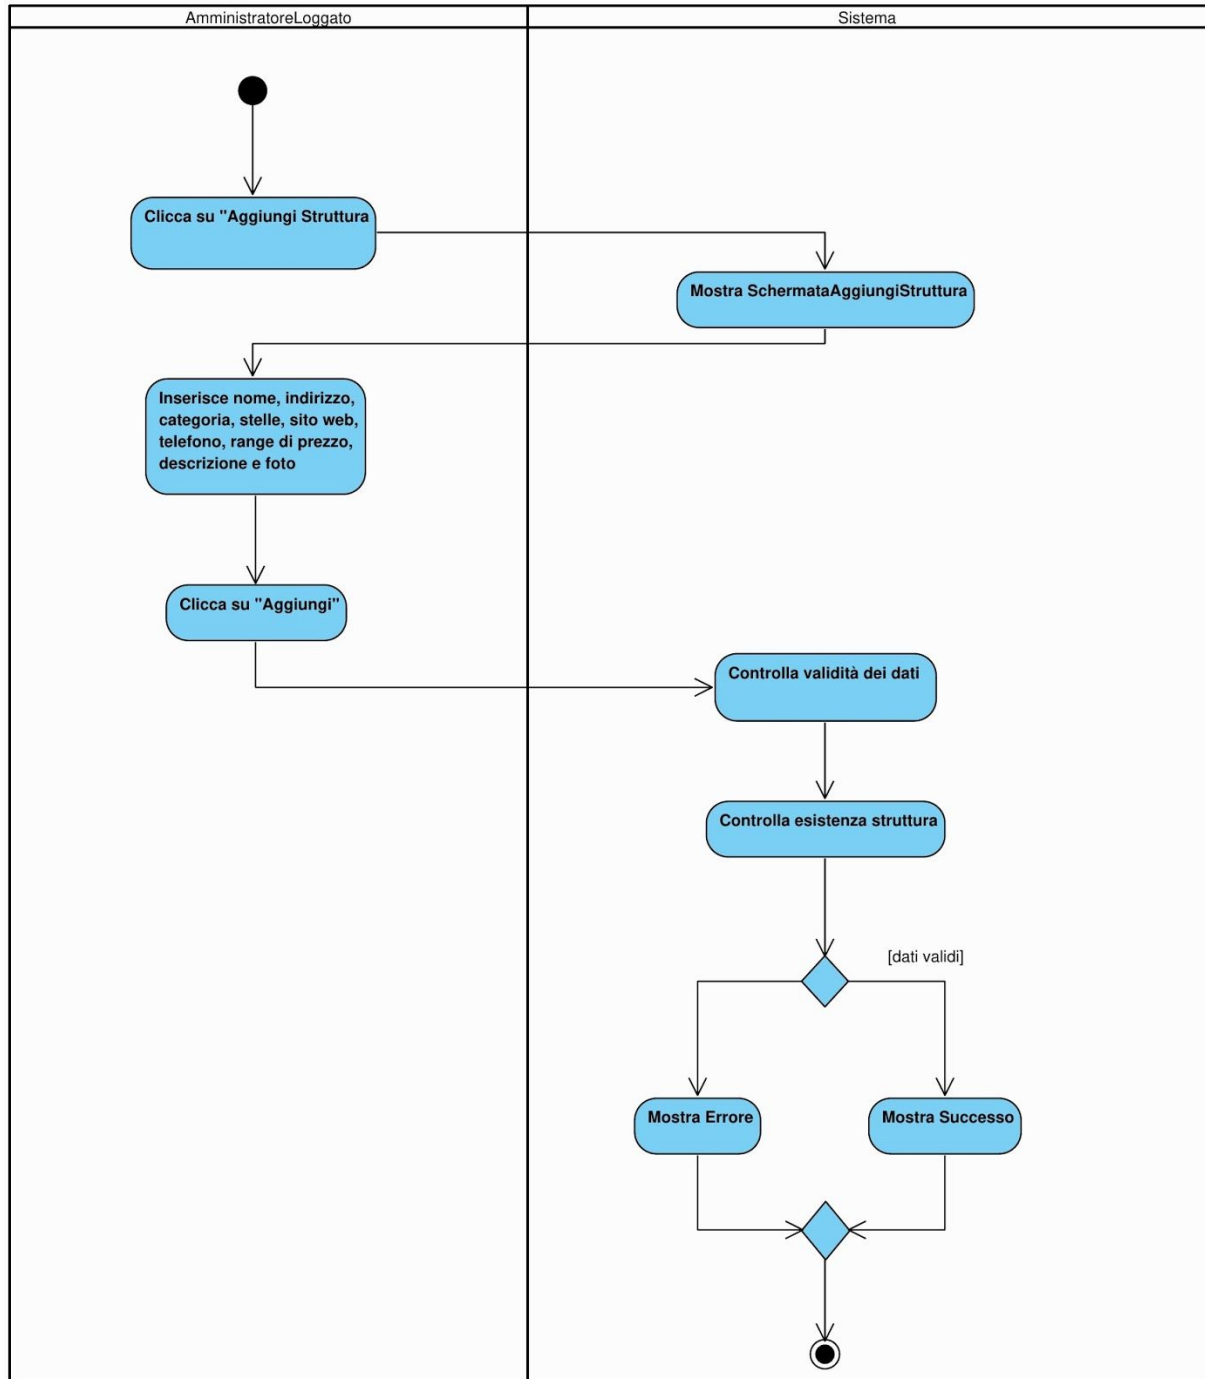 AmministratoreLoggato
Sistema
Clicca su "Aggiungi Struttura
Mostra SchermataAggiungiStruttura
Inserisce nome, indirizzo,
categoria, stelle, sito web,
telefono, range di prezzo,
descrizione e foto
Clicca su "Aggiungi"
Controlla validità dei dati
Controlla esistenza struttura
[dati validi]
Mostra Errore
Mostra Successo